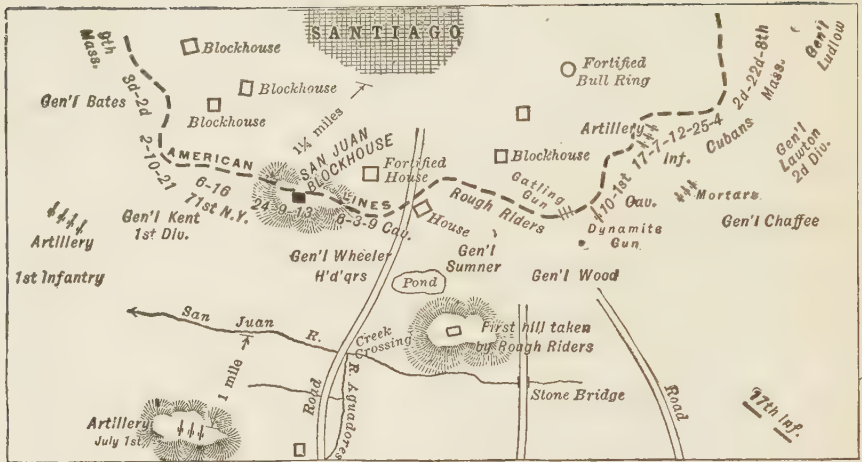 SANTIAGO
9th
Mass.
3d-2d
Blockhouse
Gen'l Bates
Blockhouse
Blockhouse
2-10-21
AMERICAN
LINES
1¼ miles
SAN JUAN
BLOCKHOUSE
Fortified
House
6-16
71st N.Y.
24-9-13
6-3-9 Cav.
Gen'l Kent
1st Div.
Artillery
1st Infantry
Gen'l Wheeler
H'd'qrs
House
Fortified
Bull Ring
Blockhouse
Rough Riders
Gatling
Gun
Gen'l
Sumner
Gen'l Wood
Artillery
17-7-12-25-4
Inf.
Cubans
2d-22d-8th
Mass.
Gen'l
Ludlow
Gen'l
Lawton
2d Div.
10-1st
Cav.
Dynamite
Gun
Mortars
Gen'l Chaffee
Pond
San Juan R.
Creek
Crossing
First hill taken
by Rough Riders
1 mile
Road
R. Aguadores
Stone Bridge
Road
17th Inf.
Artillery
July 1st